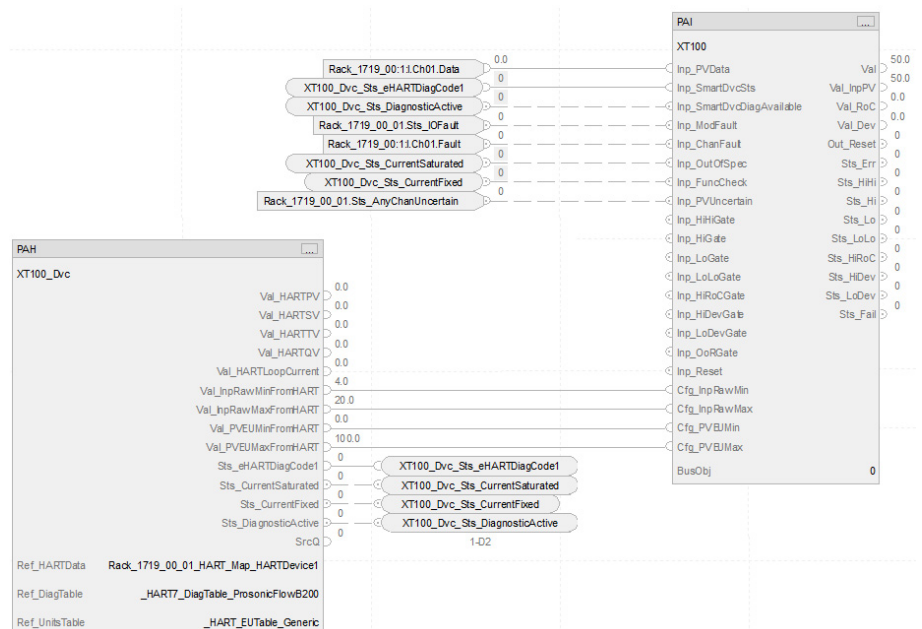 PAI ...
XT100
Rack_1719_00:1:I.Ch01.Data 0.0 Inp_PVData Val 50.0
XT100_Dvc_Sts_eHARTDiagCode1 0 Inp_SmartDvcSts Val_InpPV 50.0
XT100_Dvc_Sts_DiagnosticActive 0 Inp_SmartDvcDiagAvailable Val_RoC 0.0
Rack_1719_00_01.Sts_IOFault 0 Inp_ModFault Val_Dev 0.0
Rack_1719_00:1:I.Ch01.Fault 0 Inp_ChanFault Out_Reset 0
XT100_Dvc_Sts_CurrentSaturated 0 Inp_OutOfSpec Sts_Err 0
XT100_Dvc_Sts_CurrentFixed 0 Inp_FuncCheck Sts_HiHi 0
Rack_1719_00_01.Sts_AnyChanUncertain 0 Inp_PVUncertain Sts_Hi 0
Inp_HiHiGate Sts_Lo 0
Inp_HiGate Sts_LoLo 0
Inp_LoGate Sts_HiRoC 0
Inp_LoLoGate Sts_HiDev 0
Inp_HiRoCGate Sts_LoDev 0
Inp_HiDevGate Sts_Fail 0
Inp_LoDevGate
Inp_OoRGate
Inp_Reset
Cfg_InpRawMin
Cfg_InpRawMax
Cfg_PVEUMin
Cfg_PVEUMax
BusObj 0
PAH ...
XT100_Dvc
Val_HARTPV 0.0
Val_HARTSV 0.0
Val_HARTTV 0.0
Val_HARTQV 0.0
Val_HARTLoopCurrent 0.0
Val_InpRawMinFromHART 4.0
Val_InpRawMaxFromHART 20.0
Val_PVEUMinFromHART 0.0
Val_PVEUMaxFromHART 100.0
Sts_eHARTDiagCode1 0 XT100_Dvc_Sts_eHARTDiagCode1
Sts_CurrentSaturated 0 XT100_Dvc_Sts_CurrentSaturated
Sts_CurrentFixed 0 XT100_Dvc_Sts_CurrentFixed
Sts_DiagnosticActive 0 XT100_Dvc_Sts_DiagnosticActive
SrcQ 0 1-D2
Ref_HARTData Rack_1719_00_01_HART_Map_HARTDevice1
Ref_DiagTable _HART7_DiagTable_ProsonicFlowB200
Ref_UnitsTable _HART_EUTable_Generic